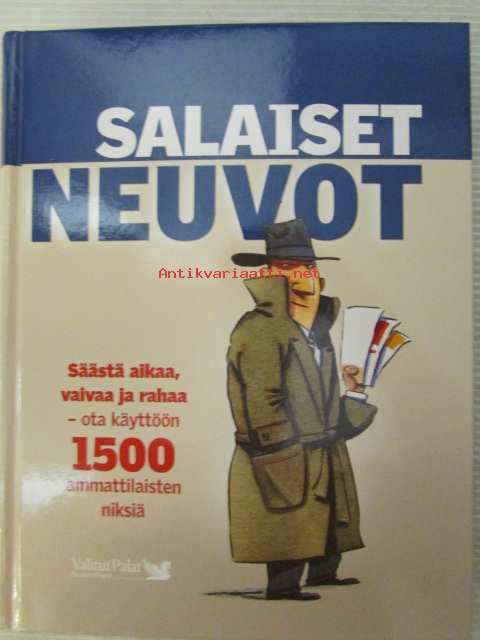 SALAISET
NEUVOT
Antikvariaatti.net
Säästä aikaa,
vaivaa ja rahaa
– ota käyttöön
1500
ammattilaisten
niksiä
Valitut Palat